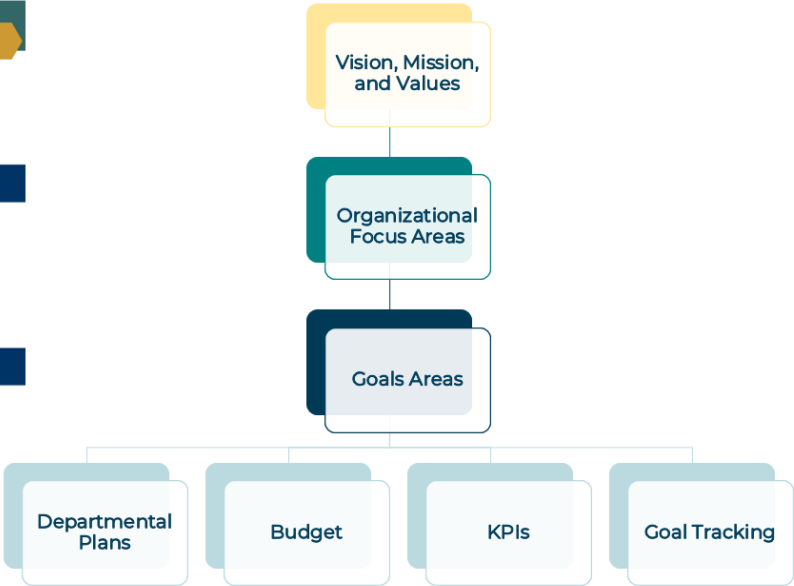 Vision, Mission,
and Values
Organizational
Focus Areas
Goals Areas
Departmental
Plans
Budget
KPIs
Goal Tracking